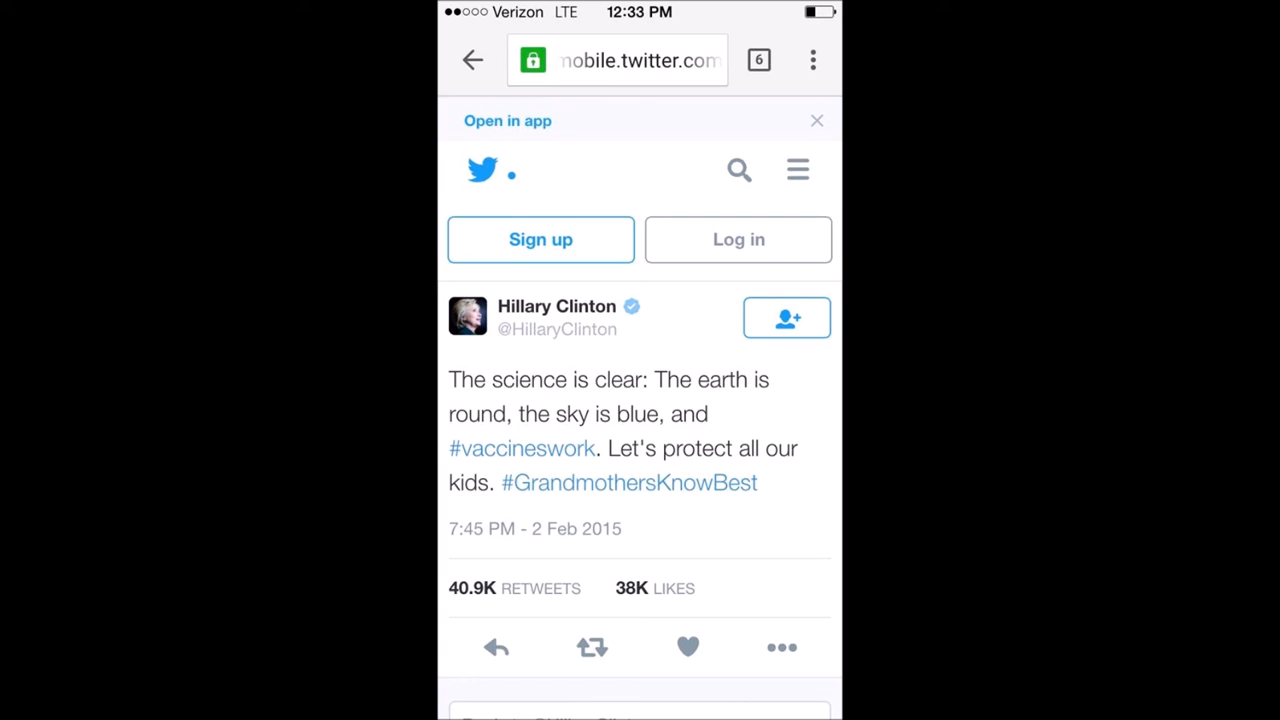 Verizon LTE 12:33 PM
mobile.twitter.com 6
Open in app
Sign up Log in
Hillary Clinton
@HillaryClinton
The science is clear: The earth is
round, the sky is blue, and
#vaccineswork. Let's protect all our
kids. #GrandmothersKnowBest
7:45 PM - 2 Feb 2015
40.9K RETWEETS 38K LIKES